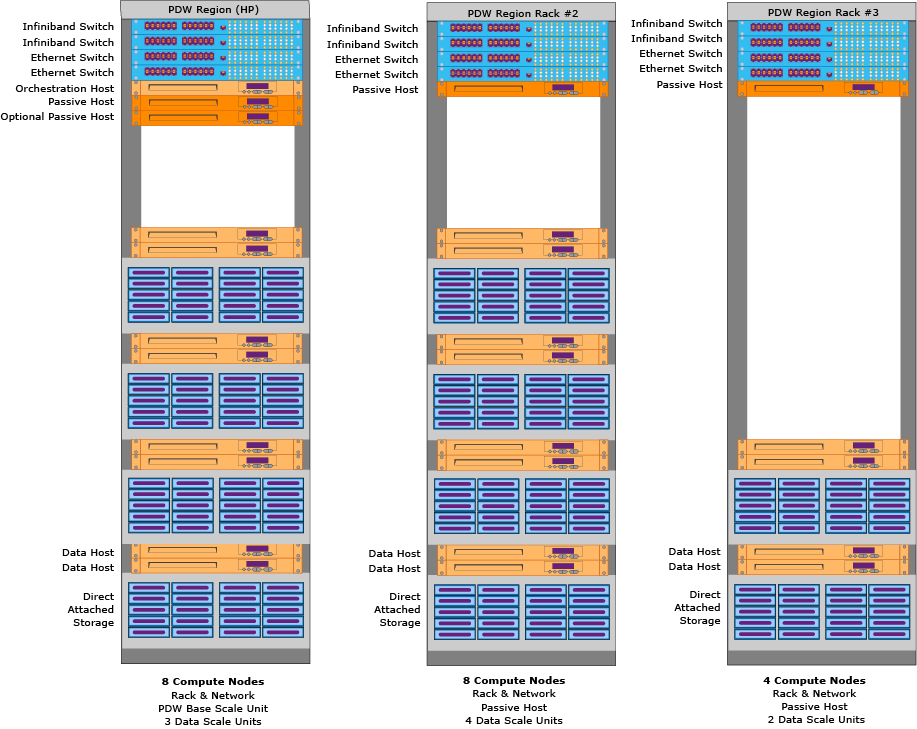 PDW Region (HP)
Infiniband Switch
Infiniband Switch
Ethernet Switch
Ethernet Switch
Orchestration Host
Passive Host
Optional Passive Host
Data Host
Data Host
Direct
Attached
Storage
8 Compute Nodes
Rack & Network
PDW Base Scale Unit
3 Data Scale Units
PDW Region Rack #2
Infiniband Switch
Infiniband Switch
Ethernet Switch
Ethernet Switch
Passive Host
Data Host
Data Host
Direct
Attached
Storage
8 Compute Nodes
Rack & Network
Passive Host
4 Data Scale Units
PDW Region Rack #3
Infiniband Switch
Infiniband Switch
Ethernet Switch
Ethernet Switch
Passive Host
Data Host
Data Host
Direct
Attached
Storage
4 Compute Nodes
Rack & Network
Passive Host
2 Data Scale Units